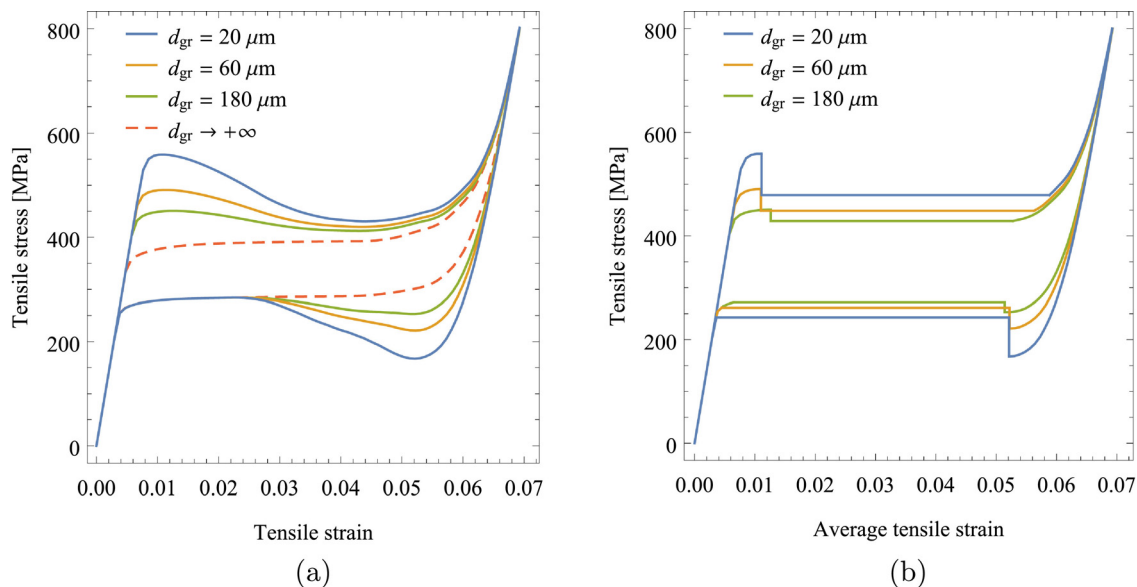 800
600
400
200
0
Tensile stress [MPa]
d_gr = 20 μm
d_gr = 60 μm
d_gr = 180 μm
d_gr → +∞
0.00 0.01 0.02 0.03 0.04 0.05 0.06 0.07
Tensile strain
(a)
800
600
400
200
0
Tensile stress [MPa]
d_gr = 20 μm
d_gr = 60 μm
d_gr = 180 μm
0.00 0.01 0.02 0.03 0.04 0.05 0.06 0.07
Average tensile strain
(b)